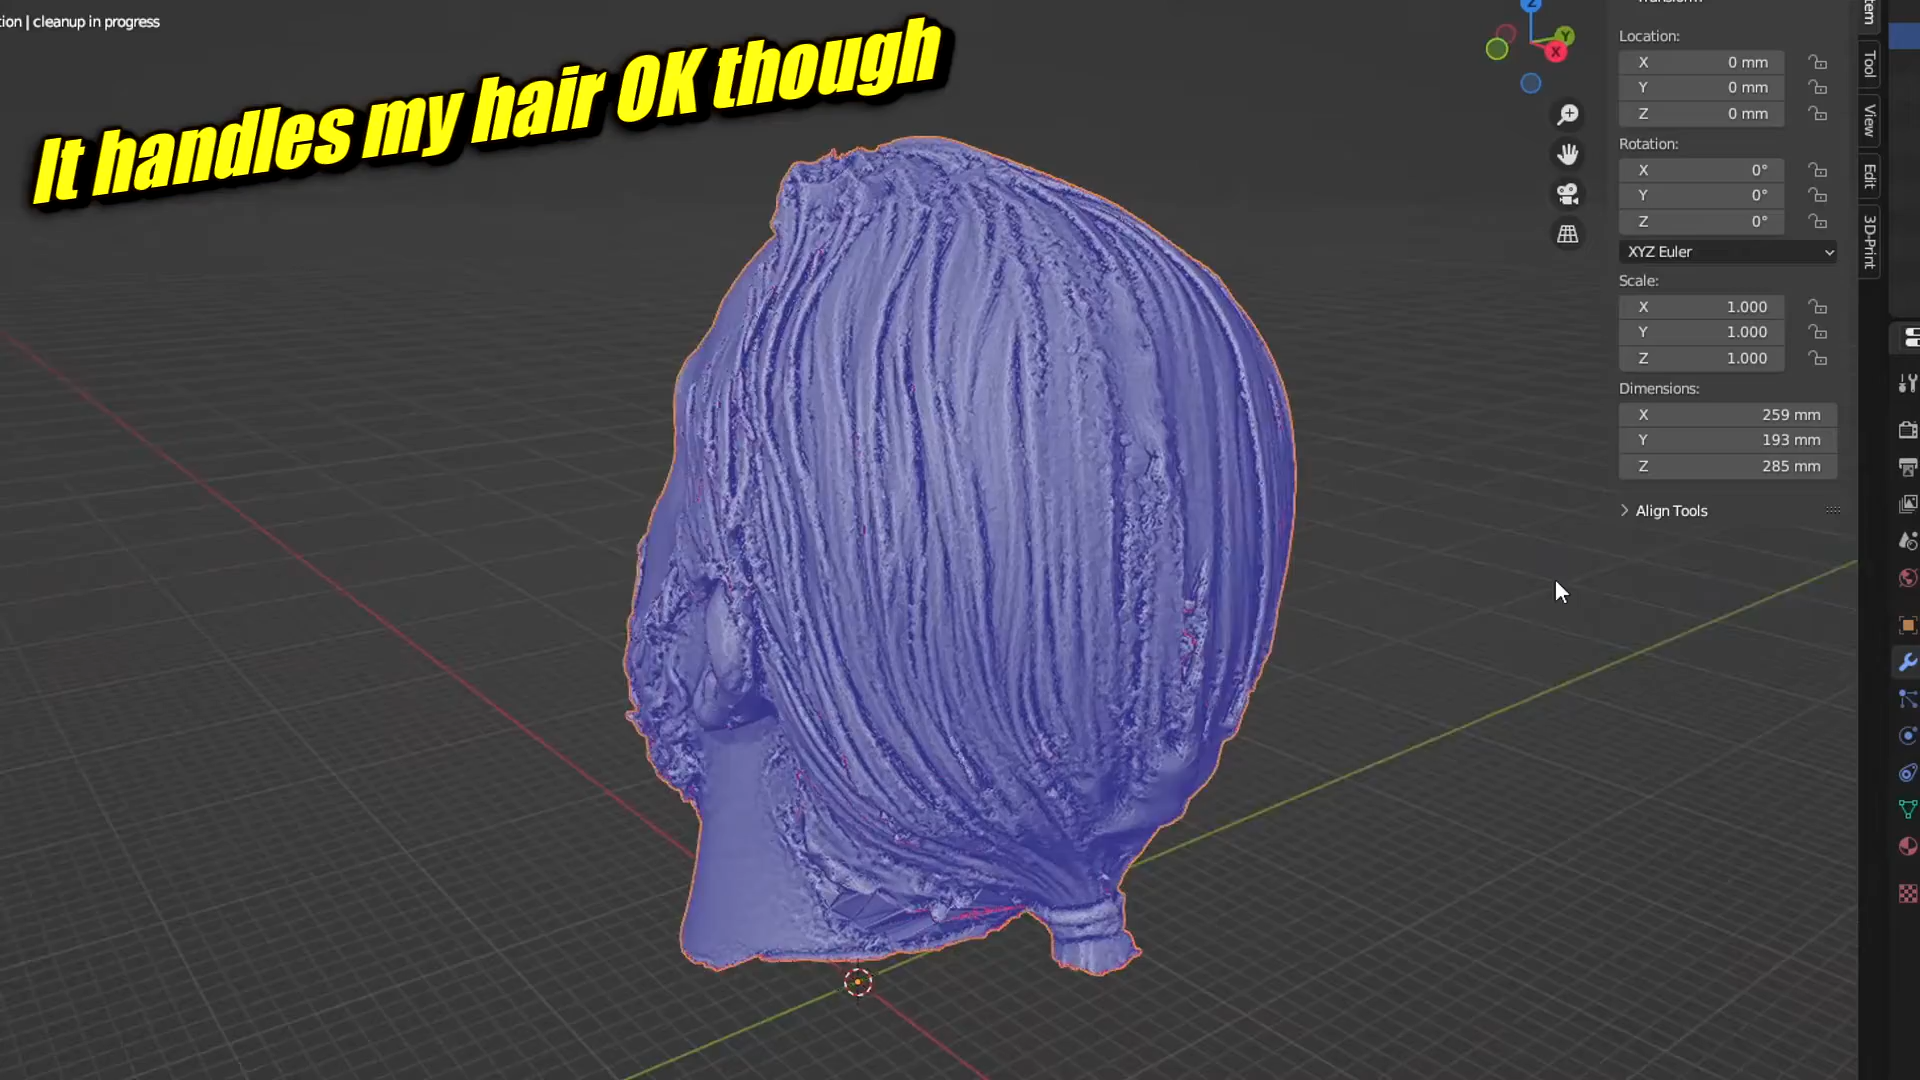 tion | cleanup in progress
It handles my hair OK though
Z
Y
X
Location:
X 0 mm
Y 0 mm
Z 0 mm
Rotation:
X 0°
Y 0°
Z 0°
XYZ Euler
Scale:
X 1.000
Y 1.000
Z 1.000
Dimensions:
X 259 mm
Y 193 mm
Z 285 mm
Align Tools
Tool
View
Edit
3D-Print